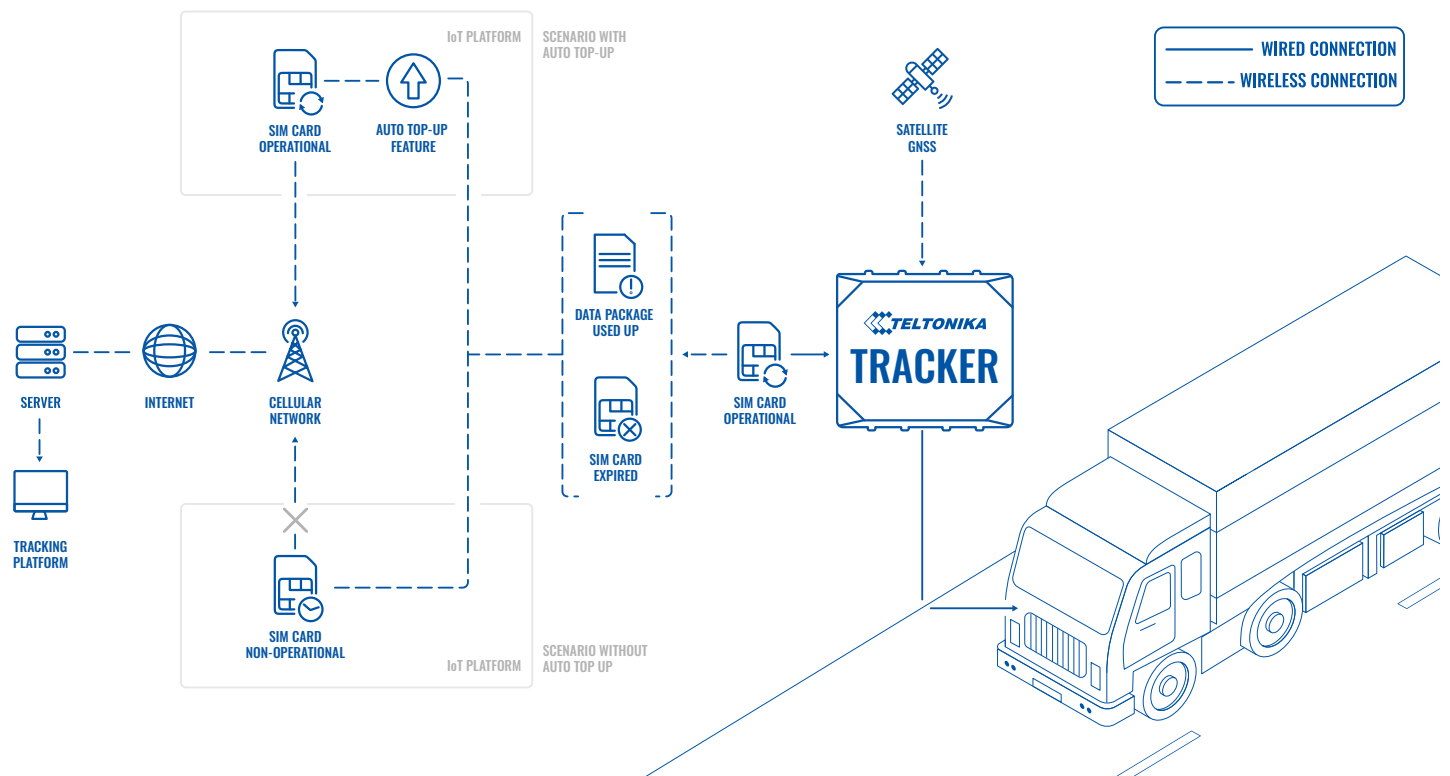 IoT PLATFORM
SCENARIO WITH
AUTO TOP-UP
SIM CARD
OPERATIONAL
AUTO TOP-UP
FEATURE
SATELLITE
GNSS
WIRED CONNECTION
WIRELESS CONNECTION
SERVER
INTERNET
CELLULAR
NETWORK
DATA PACKAGE
USED UP
SIM CARD
EXPIRED
SIM CARD
OPERATIONAL
TELTONIKA
TRACKER
TRACKING
PLATFORM
SIM CARD
NON-OPERATIONAL
IoT PLATFORM
SCENARIO WITHOUT
AUTO TOP UP